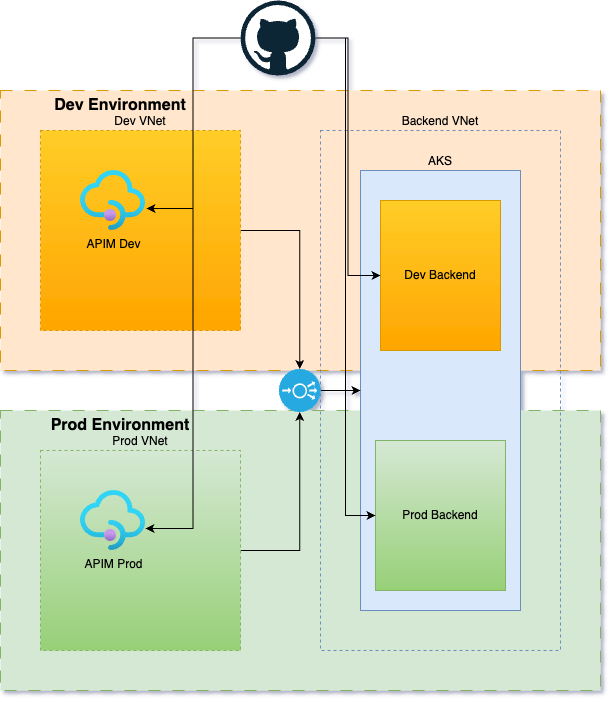 Dev Environment
Dev VNet
Backend VNet
AKS
APIM Dev
Dev Backend
Prod Environment
Prod VNet
Prod Backend
APIM Prod